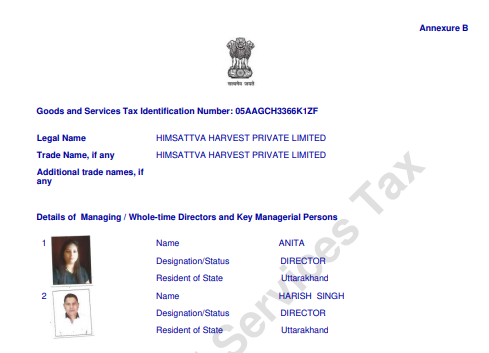 Annexure B
सत्यमेव जयते
Goods and Services Tax Identification Number: 05AAGCH3366K1ZF
Legal Name HIMSATTVA HARVEST PRIVATE LIMITED
Trade Name, if any HIMSATTVA HARVEST PRIVATE LIMITED
Additional trade names, if
any
Details of Managing / Whole-time Directors and Key Managerial Persons
1 Name ANITA
Designation/Status DIRECTOR
Resident of State Uttarakhand
2 Name HARISH SINGH
Designation/Status DIRECTOR
Resident of State Uttarakhand
Services Tax